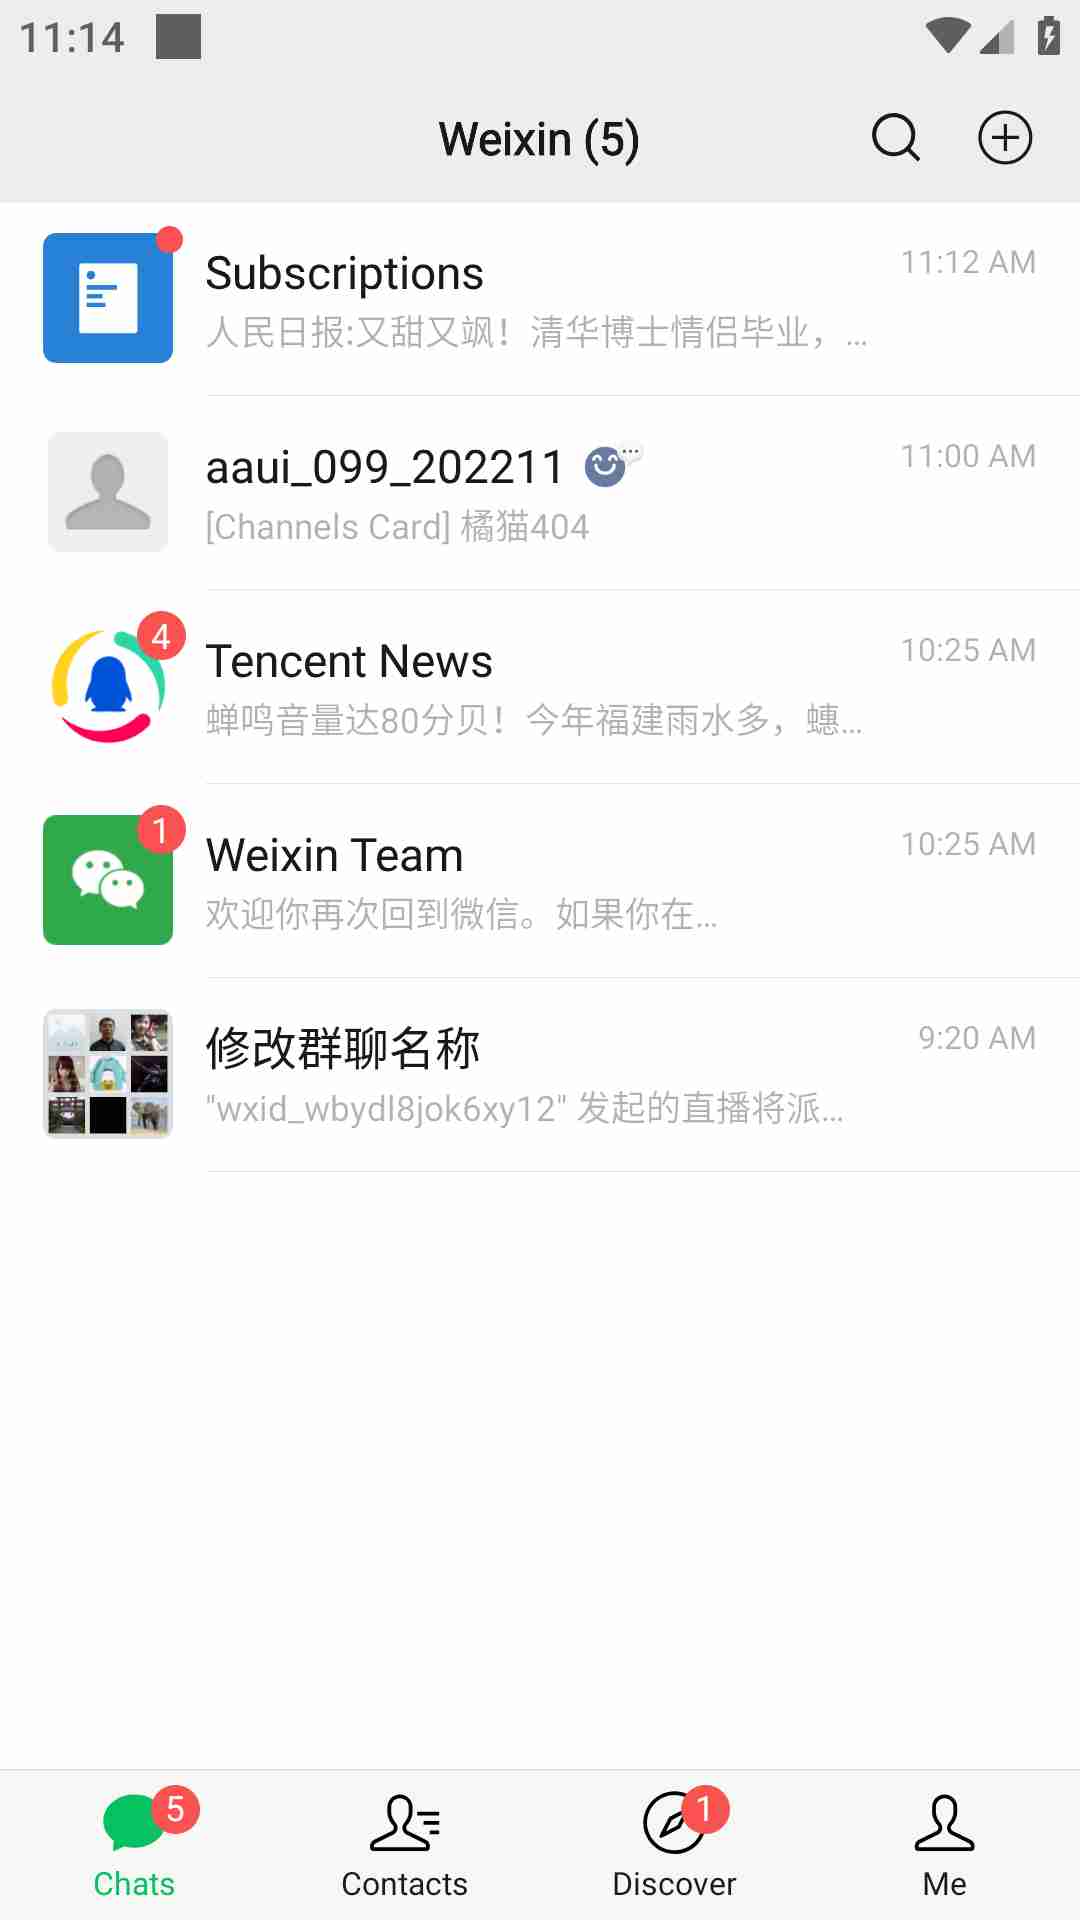 11:14
Weixin (5)
Subscriptions
11:12 AM
人民日报:又甜又飒！清华博士情侣毕业，...
aaui_099_202211
11:00 AM
[Channels Card] 橘猫404
4
Tencent News
10:25 AM
蝉鸣音量达80分贝！今年福建雨水多，蟪...
1
Weixin Team
10:25 AM
欢迎你再次回到微信。如果你在...
修改群聊名称
9:20 AM
"wxid_wbydl8jok6xy12" 发起的直播将派...
5
1
Chats
Contacts
Discover
Me